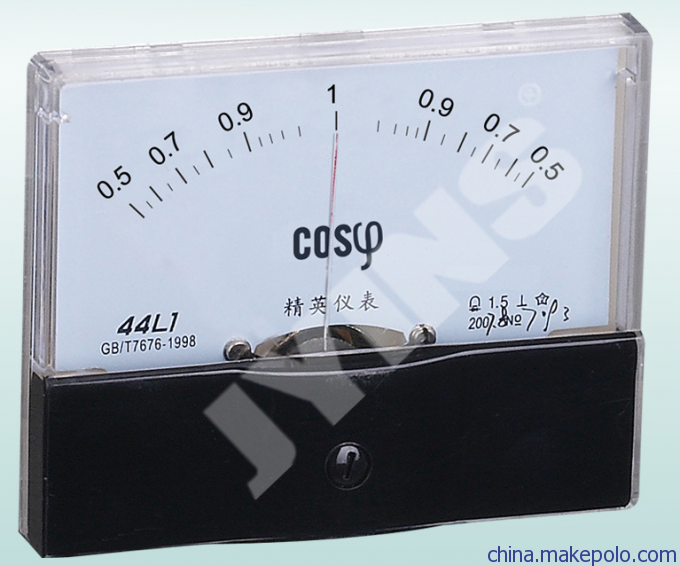 0.5 0.7 0.9 1 0.9 0.7 0.5
cosφ
精英仪表
44L1
GB/T7676-1998
1.5 ⊥ ☆
JYINS
®
china.makepolo.com